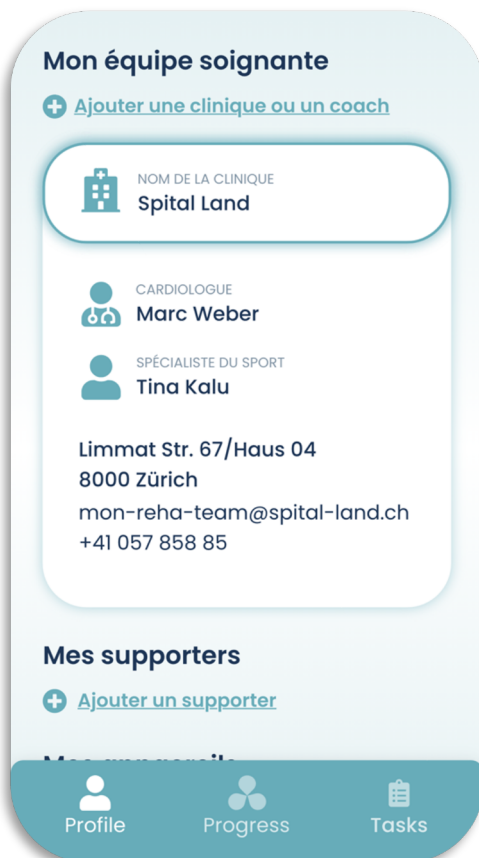 Mon équipe soignante
Ajouter une clinique ou un coach
NOM DE LA CLINIQUE
Spital Land
CARDIOLOGUE
Marc Weber
SPÉCIALISTE DU SPORT
Tina Kalu
Limmat Str. 67/Haus 04
8000 Zürich
mon-reha-team@spital-land.ch
+41 057 858 85
Mes supporters
Ajouter un supporter
Profile
Progress
Tasks